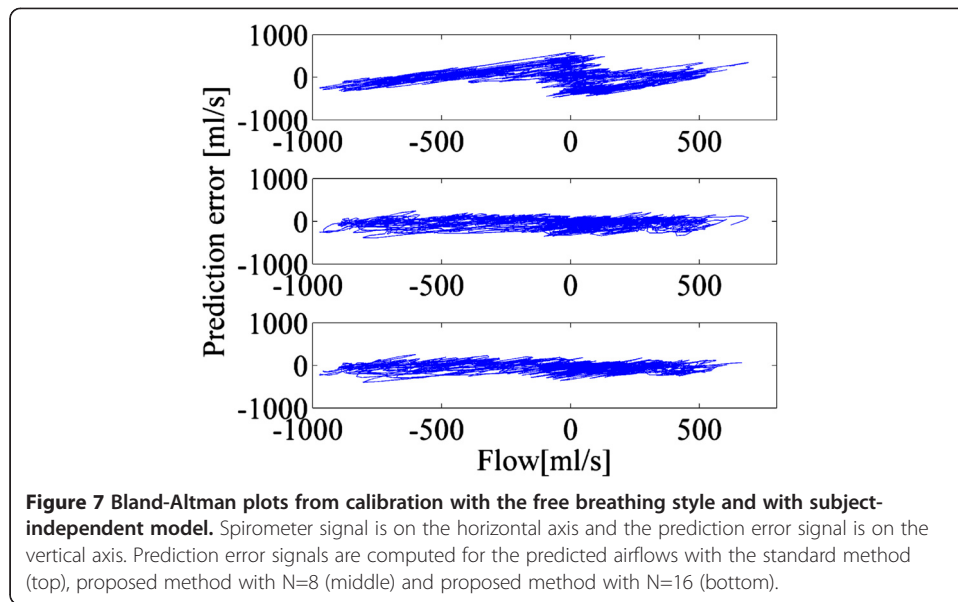 1000
0
-1000
-1000 -500 0 500
1000
0
-1000
-1000 -500 0 500
1000
0
-1000
-1000 -500 0 500
Prediction error [ml/s]
Flow[ml/s]
Figure 7 Bland-Altman plots from calibration with the free breathing style and with subject-
independent model. Spirometer signal is on the horizontal axis and the prediction error signal is on the
vertical axis. Prediction error signals are computed for the predicted airflows with the standard method
(top), proposed method with N=8 (middle) and proposed method with N=16 (bottom).